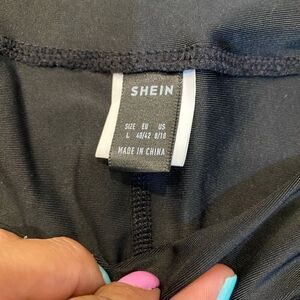 SHEIN
SIZE EU US
L 40/42 8/10
MADE IN CHINA